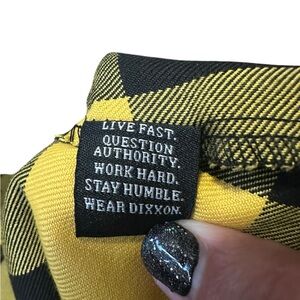 LIVE FAST.
QUESTION
AUTHORITY.
WORK HARD.
STAY HUMBLE.
WEAR DIXXON.